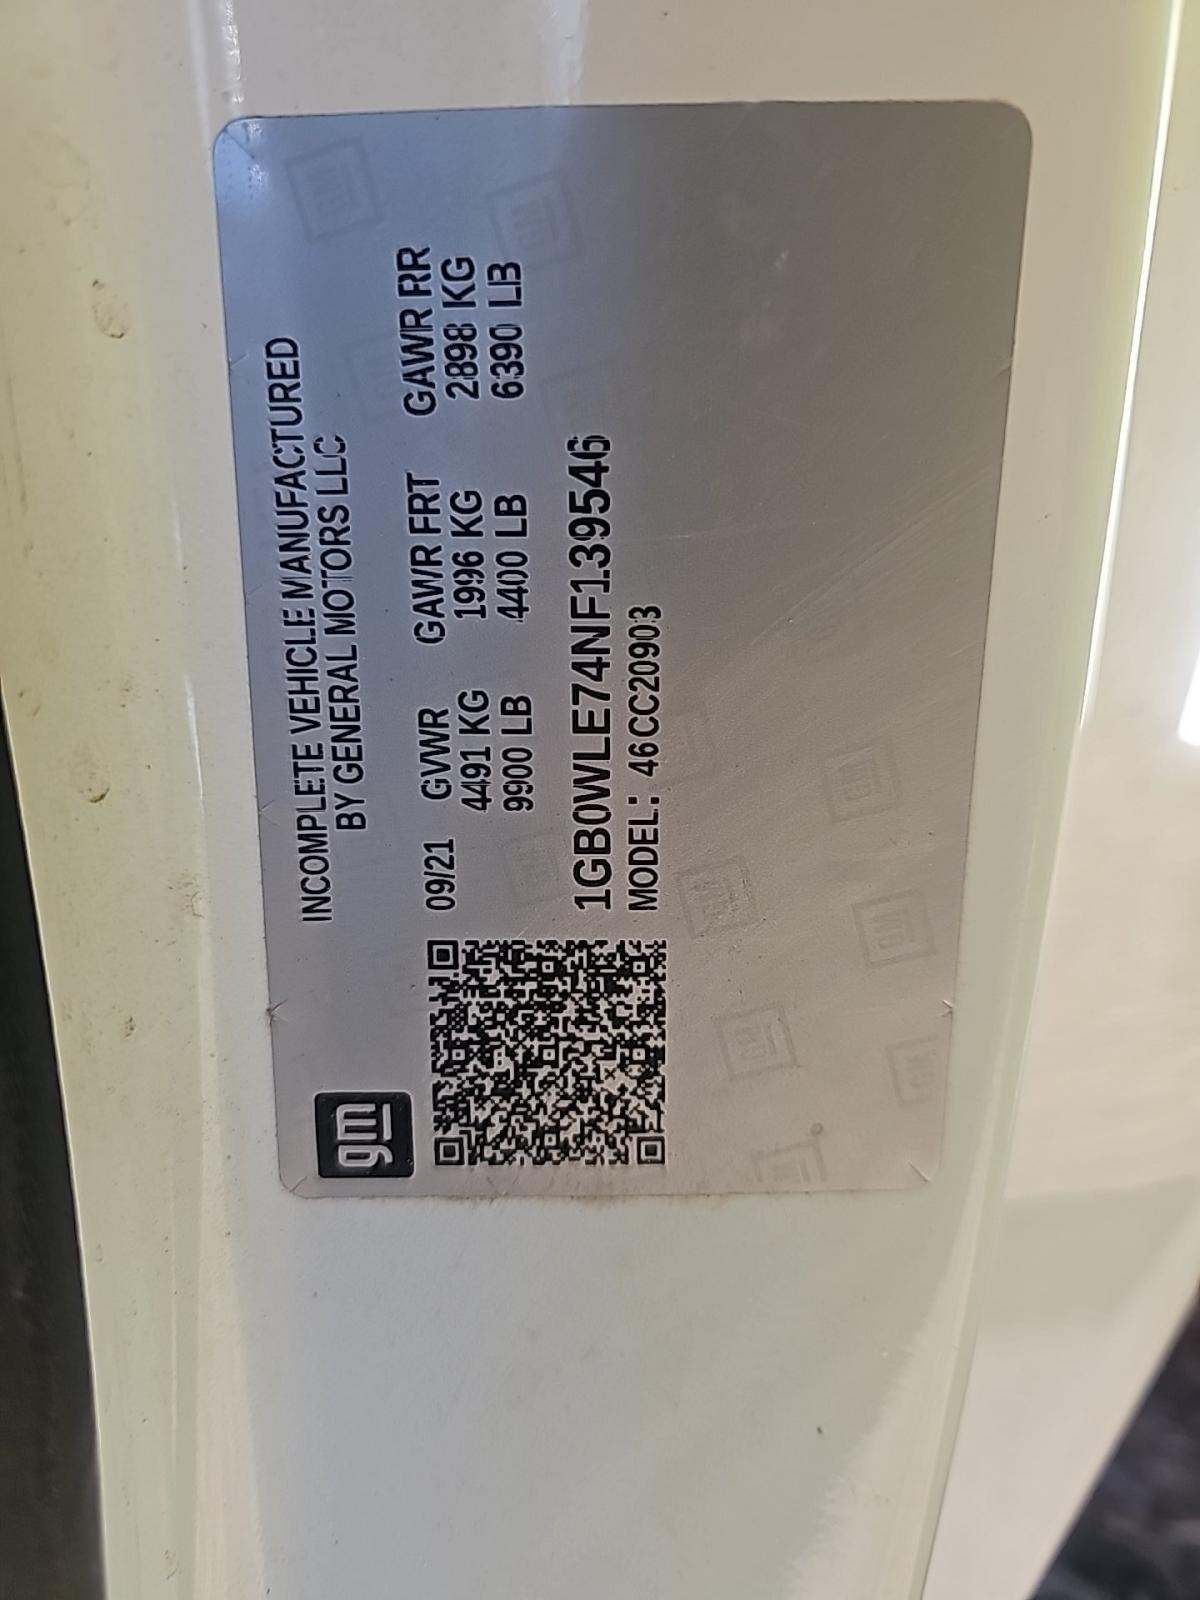 gm
INCOMPLETE VEHICLE MANUFACTURED
BY GENERAL MOTORS LLC
09/21 GVWR GAWR FRT GAWR RR
4491 KG 1996 KG 2898 KG
9900 LB 4400 LB 6390 LB
1GB0WLE74NF139546
MODEL: 46CC20903